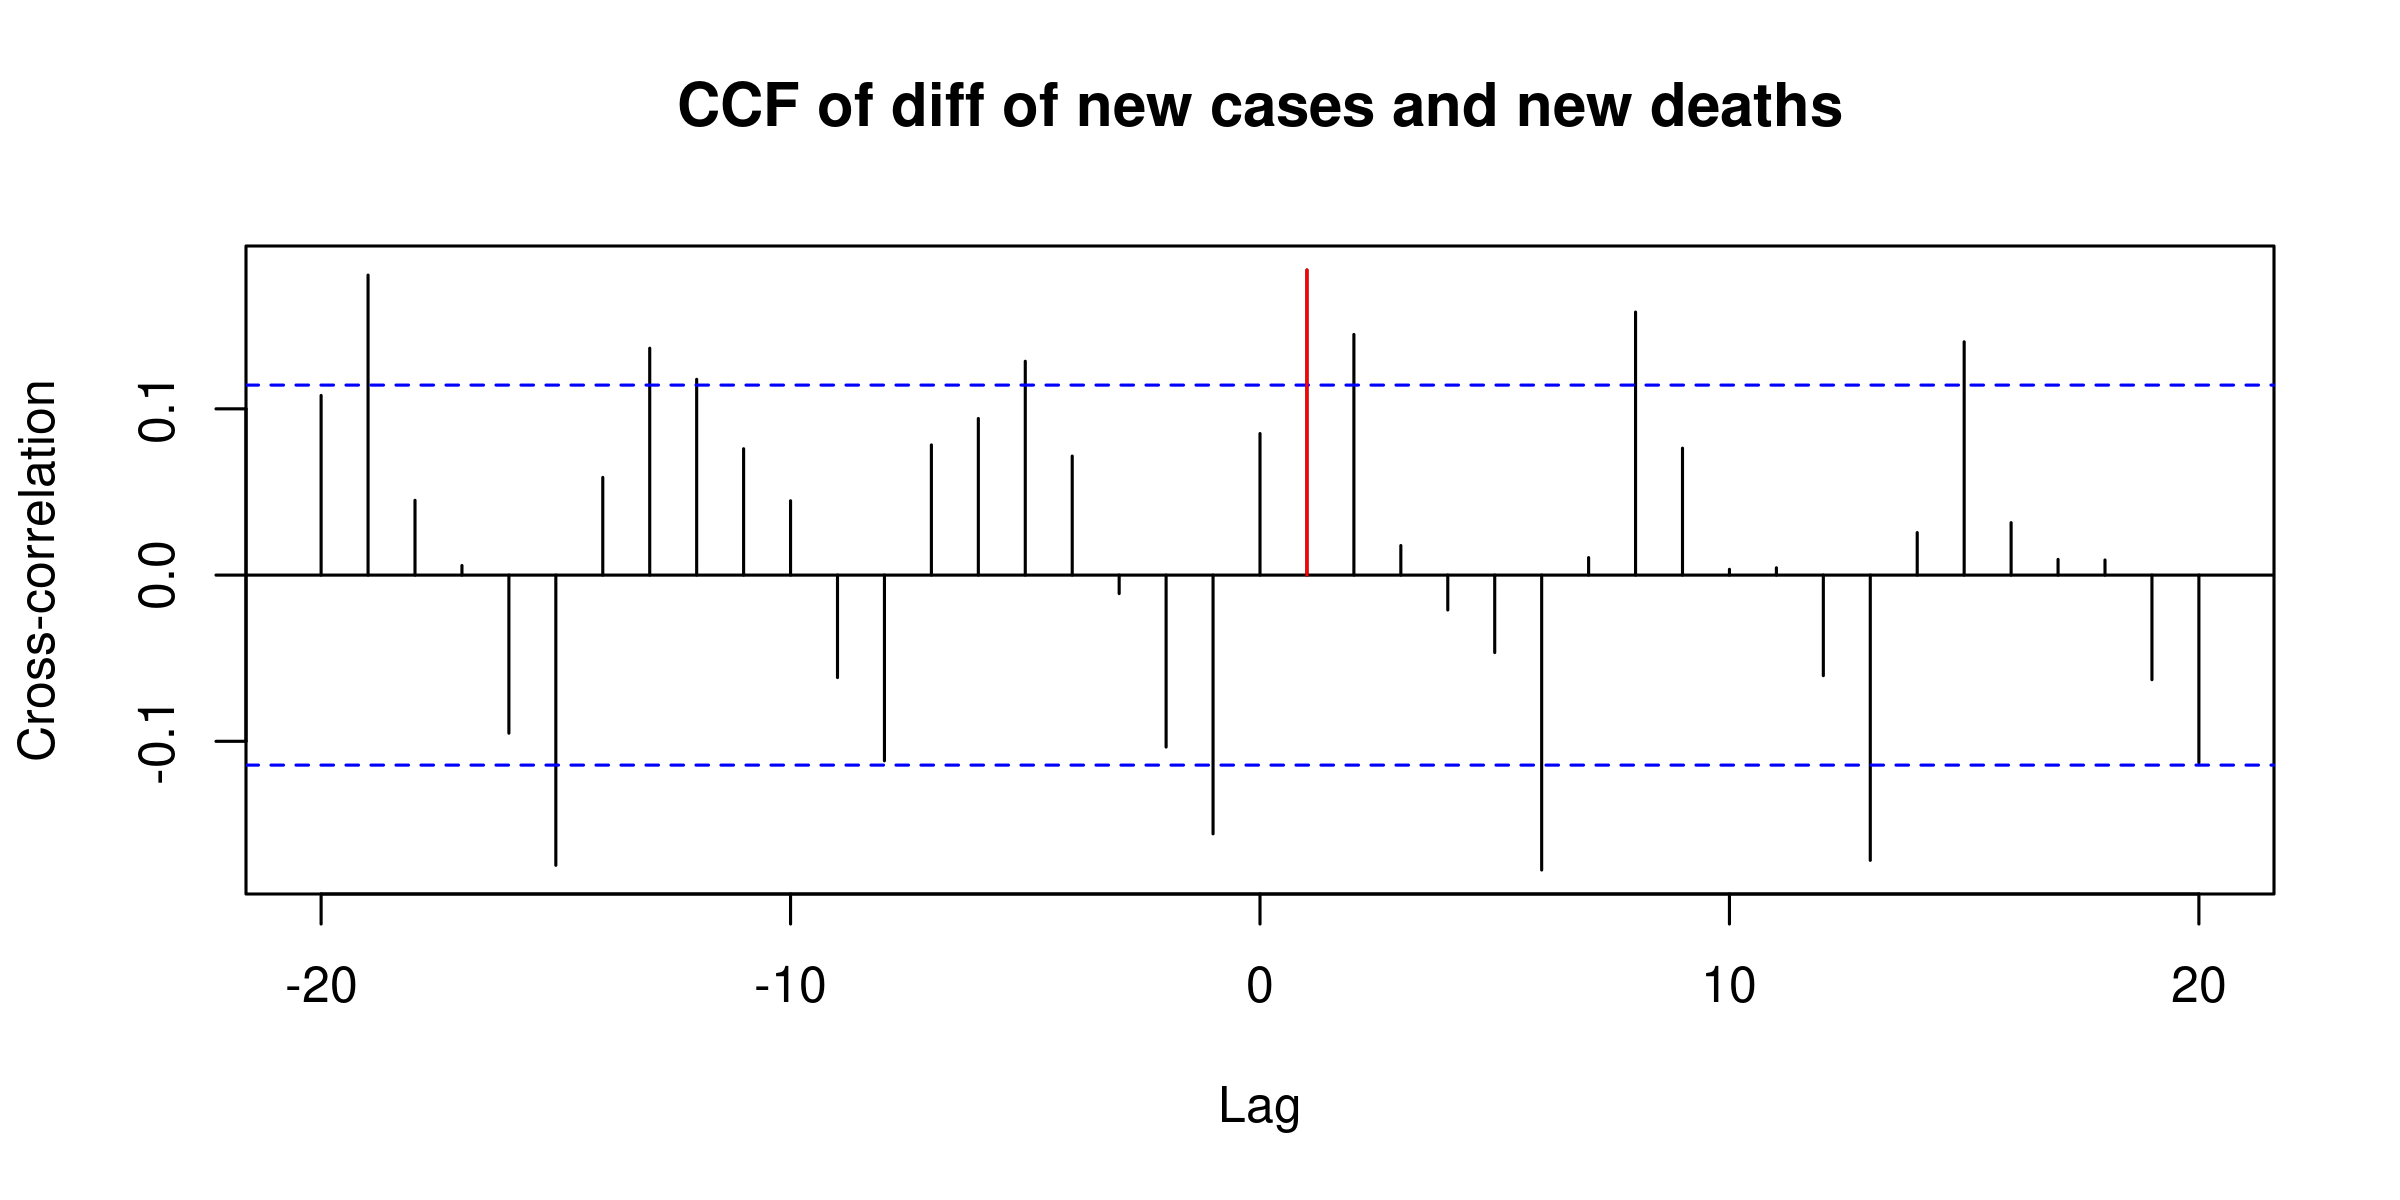 CCF of diff of new cases and new deaths
Cross-correlation
0.1
0.0
-0.1
-20 -10 0 10 20
Lag